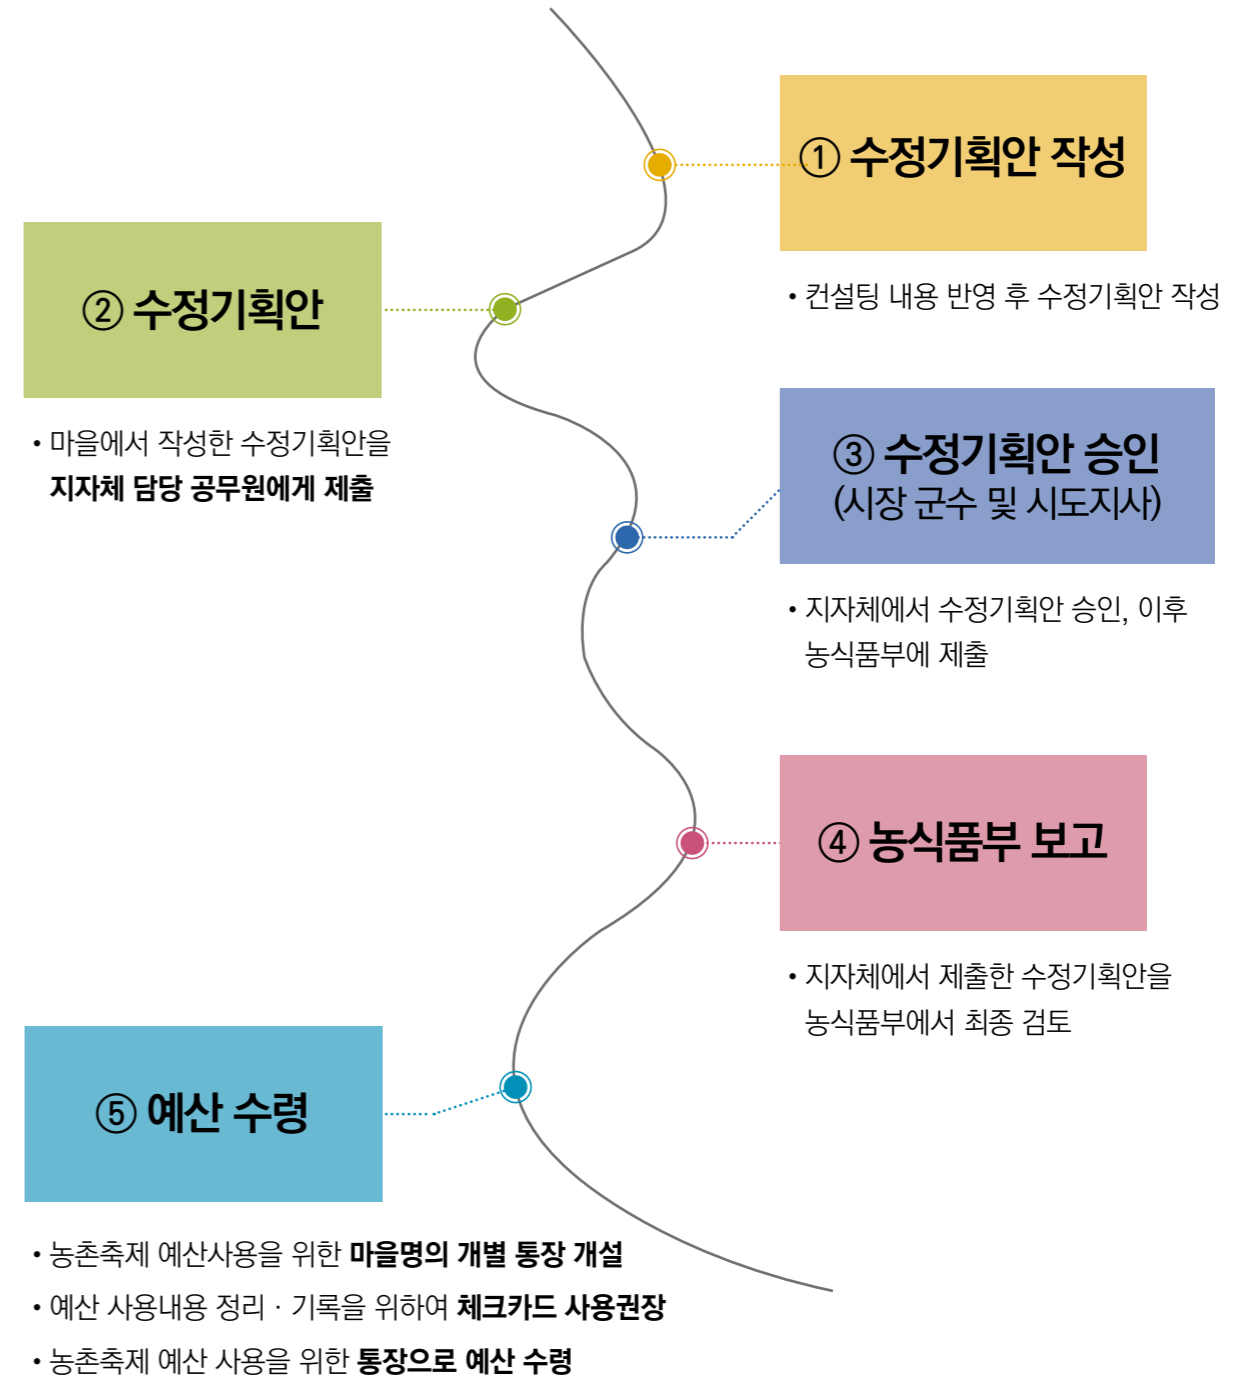 ① 수정기획안 작성
• 컨설팅 내용 반영 후 수정기획안 작성
② 수정기획안
• 마을에서 작성한 수정기획안을
지자체 담당 공무원에게 제출
③ 수정기획안 승인
(시장 군수 및 시도지사)
• 지자체에서 수정기획안 승인, 이후
농식품부에 제출
④ 농식품부 보고
• 지자체에서 제출한 수정기획안을
농식품부에서 최종 검토
⑤ 예산 수령
• 농촌축제 예산사용을 위한 마을명의 개별 통장 개설
• 예산 사용내용 정리 · 기록을 위하여 체크카드 사용권장
• 농촌축제 예산 사용을 위한 통장으로 예산 수령